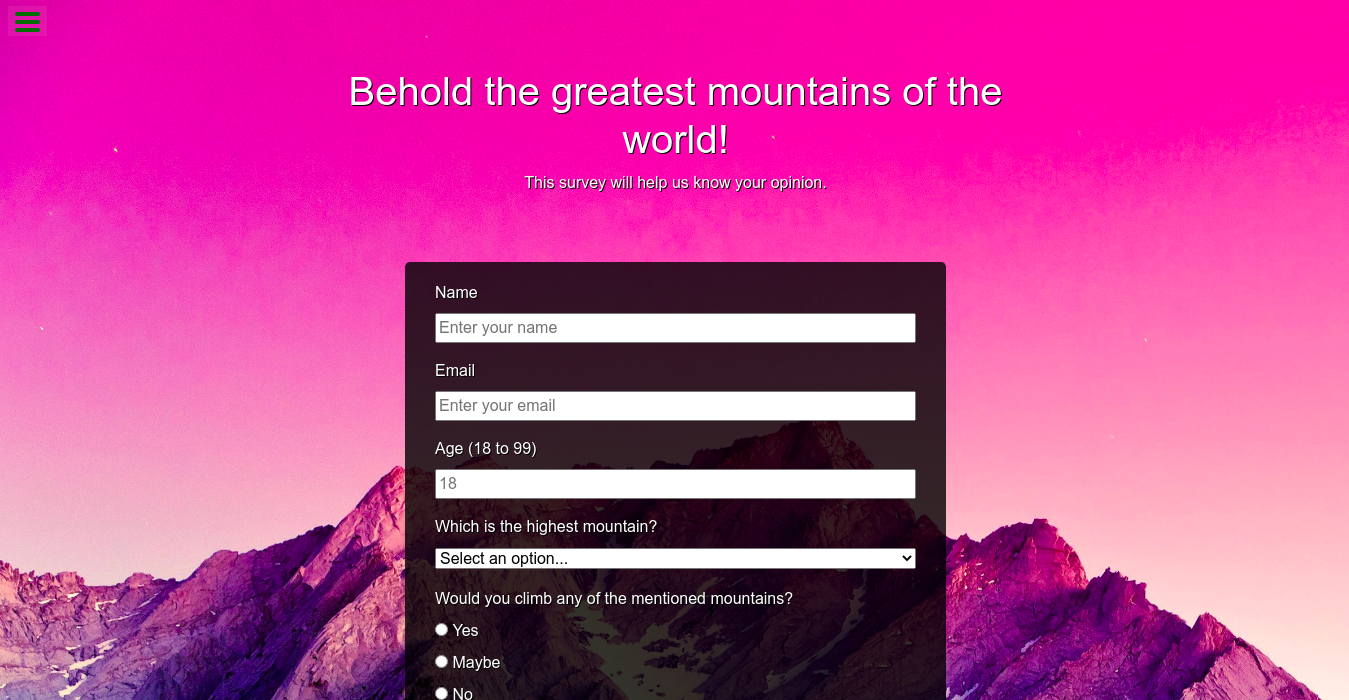 Behold the greatest mountains of the
world!
This survey will help us know your opinion.
Name
Enter your name
Email
Enter your email
Age (18 to 99)
18
Which is the highest mountain?
Select an option...
Would you climb any of the mentioned mountains?
Yes
Maybe
No